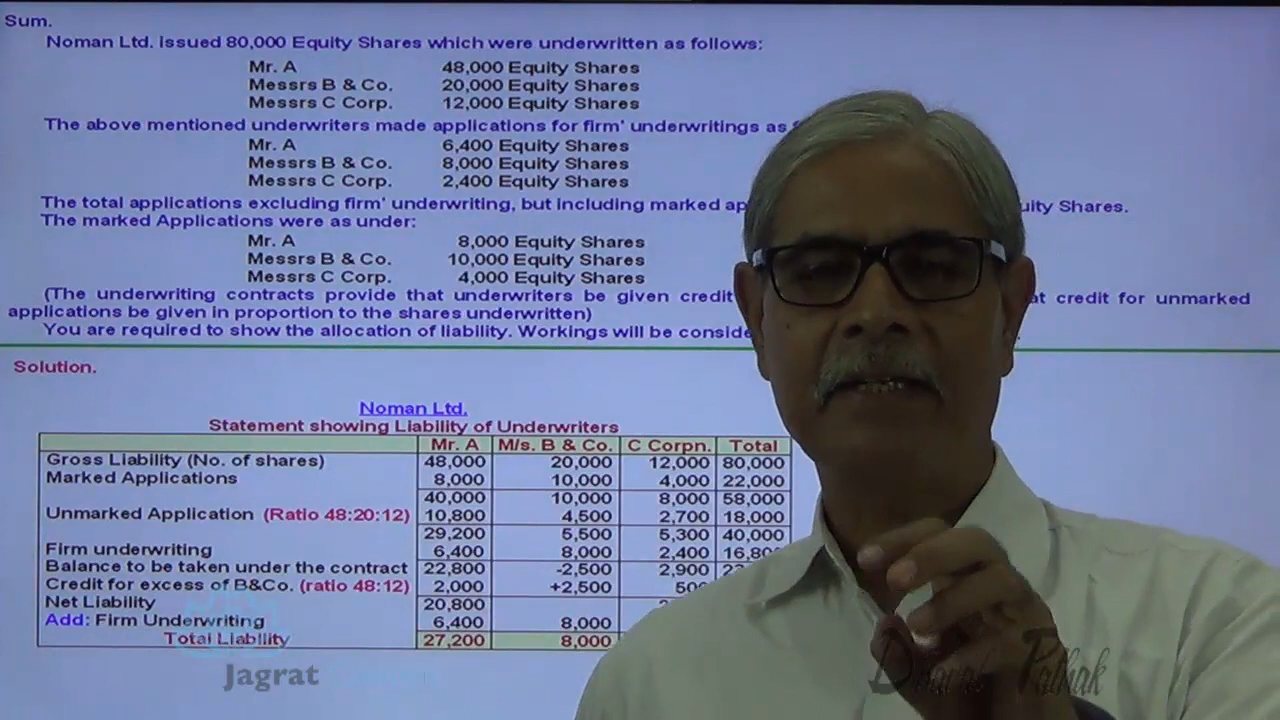 Sum.
Noman Ltd. issued 80,000 Equity Shares which were underwritten as follows:
Mr. A 48,000 Equity Shares
Messrs B & Co. 20,000 Equity Shares
Messrs C Corp. 12,000 Equity Shares
The above mentioned underwriters made applications for firm' underwritings as
Mr. A 6,400 Equity Shares
Messrs B & Co. 8,000 Equity Shares
Messrs C Corp. 2,400 Equity Shares
The total applications excluding firm' underwriting, but including marked ap uity Shares.
The marked Applications were as under:
Mr. A 8,000 Equity Shares
Messrs B & Co. 10,000 Equity Shares
Messrs C Corp. 4,000 Equity Shares
(The underwriting contracts provide that underwriters be given credit at credit for unmarked
applications be given in proportion to the shares underwritten)
You are required to show the allocation of liability. Workings will be conside
Solution.
Noman Ltd.
Statement showing Liability of Underwriters
Mr. A M/s. B & Co. C Corpn. Total
Gross Liability (No. of shares) 48,000 20,000 12,000 80,000
Marked Applications 8,000 10,000 4,000 22,000
40,000 10,000 8,000 58,000
Unmarked Application (Ratio 48:20:12) 10,800 4,500 2,700 18,000
29,200 5,500 5,300 40,000
Firm underwriting 6,400 8,000 2,400 16,80
Balance to be taken under the contract 22,800 -2,500 2,900
Credit for excess of B&Co. (ratio 48:12) 2,000 +2,500 50
Net Liability 20,800
Add: Firm Underwriting 6,400 8,000
Total Liability 27,200 8,000
Jagrat
Pathak